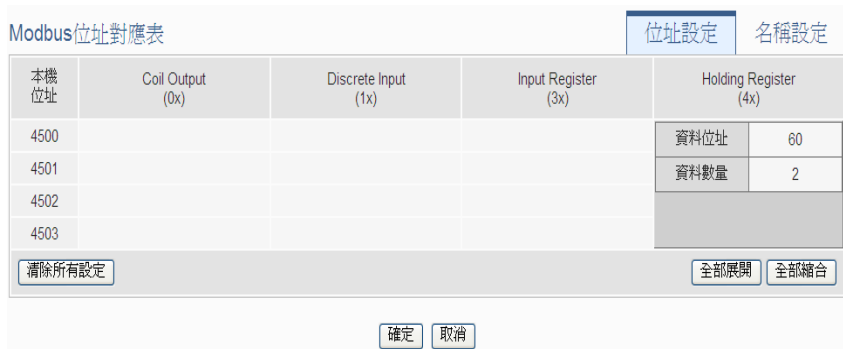 Modbus位址對應表
位址設定 名稱設定
本機位址 Coil Output (0x) Discrete Input (1x) Input Register (3x) Holding Register (4x)
4500 資料位址 60
4501 資料數量 2
4502
4503
清除所有設定 全部展開 全部縮合
確定 取消